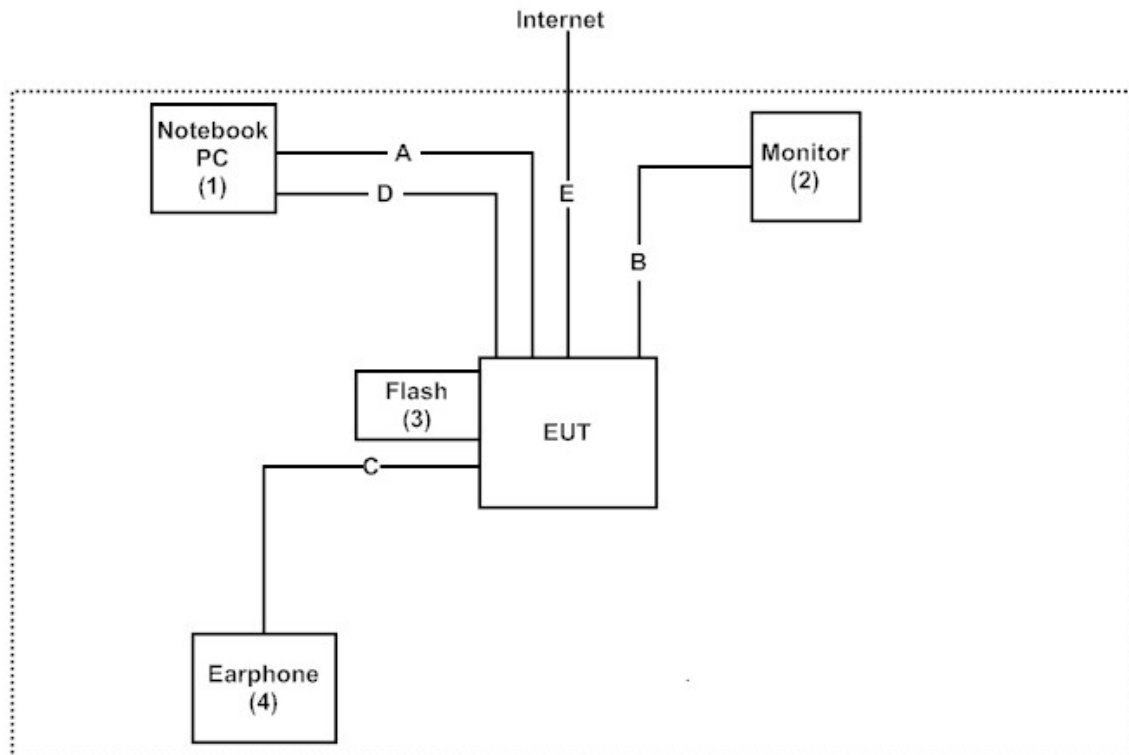 Internet
Notebook
PC
(1)
A
D
E
Monitor
(2)
B
Flash
(3)
EUT
C
Earphone
(4)